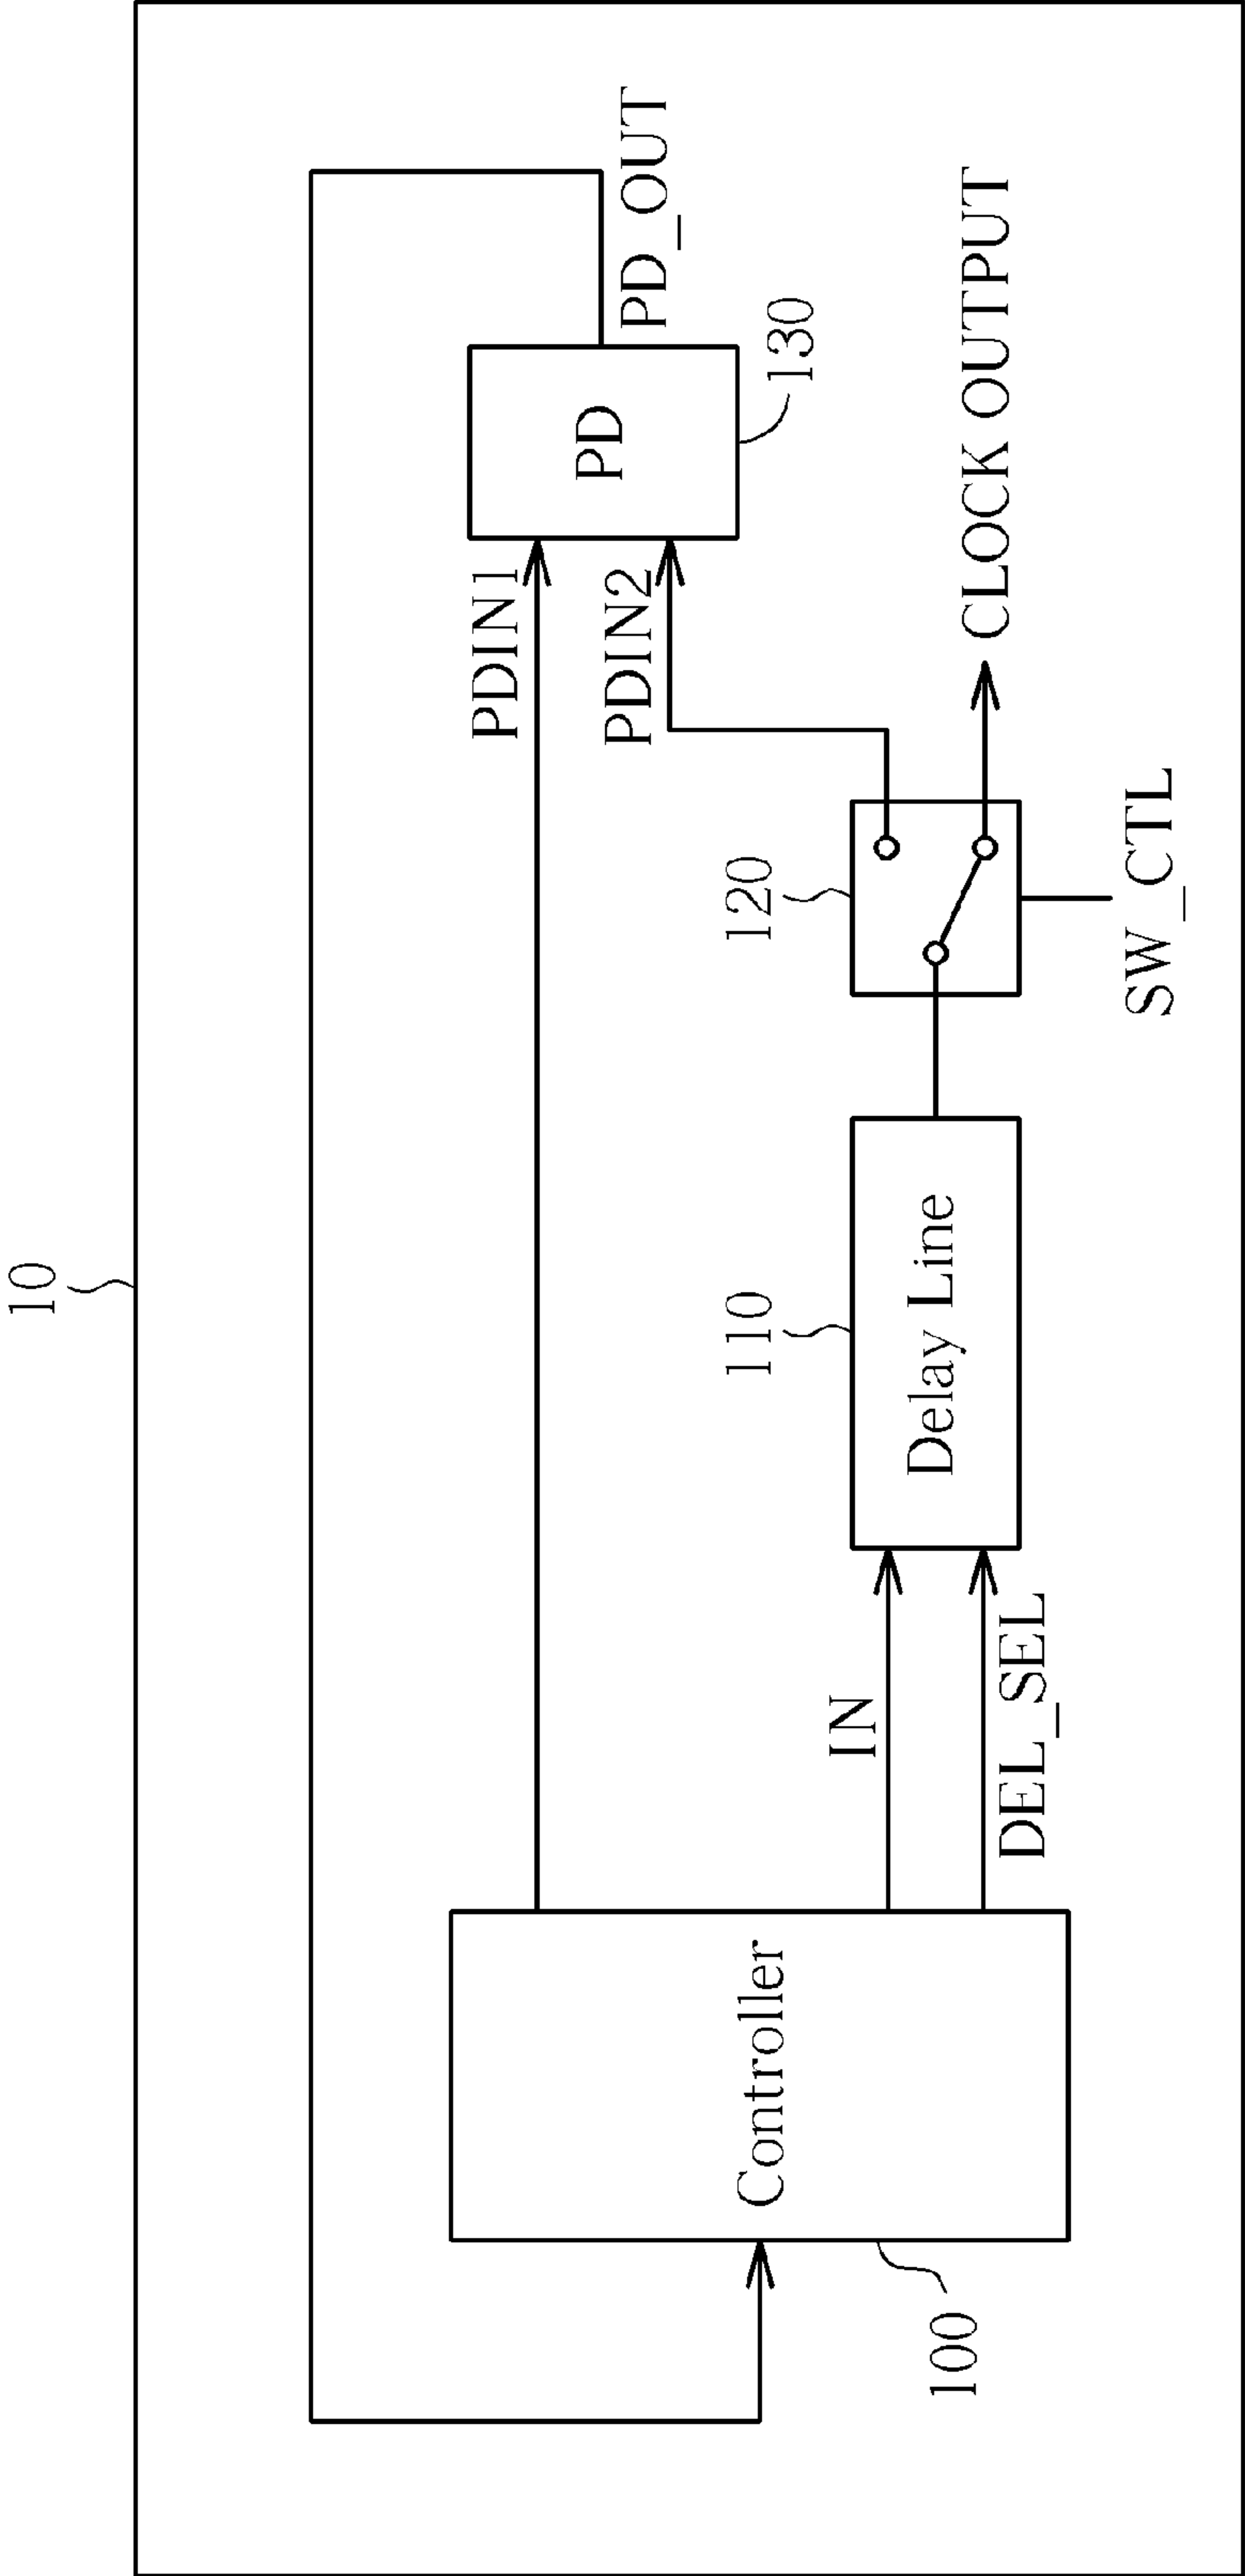 10
PD_OUT
PDIN1
PD
PDIN2
130
120
CLOCK OUTPUT
110
IN
Controller
Delay Line
DEL_SEL
SW_CTL
100